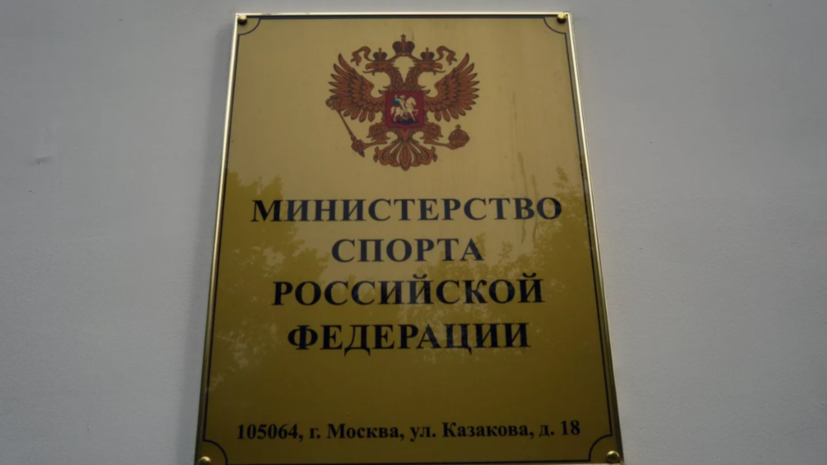 МИНИСТЕРСТВО
СПОРТА
РОССИЙСКОЙ
ФЕДЕРАЦИИ
105064, г. Москва, ул. Казакова, д. 18